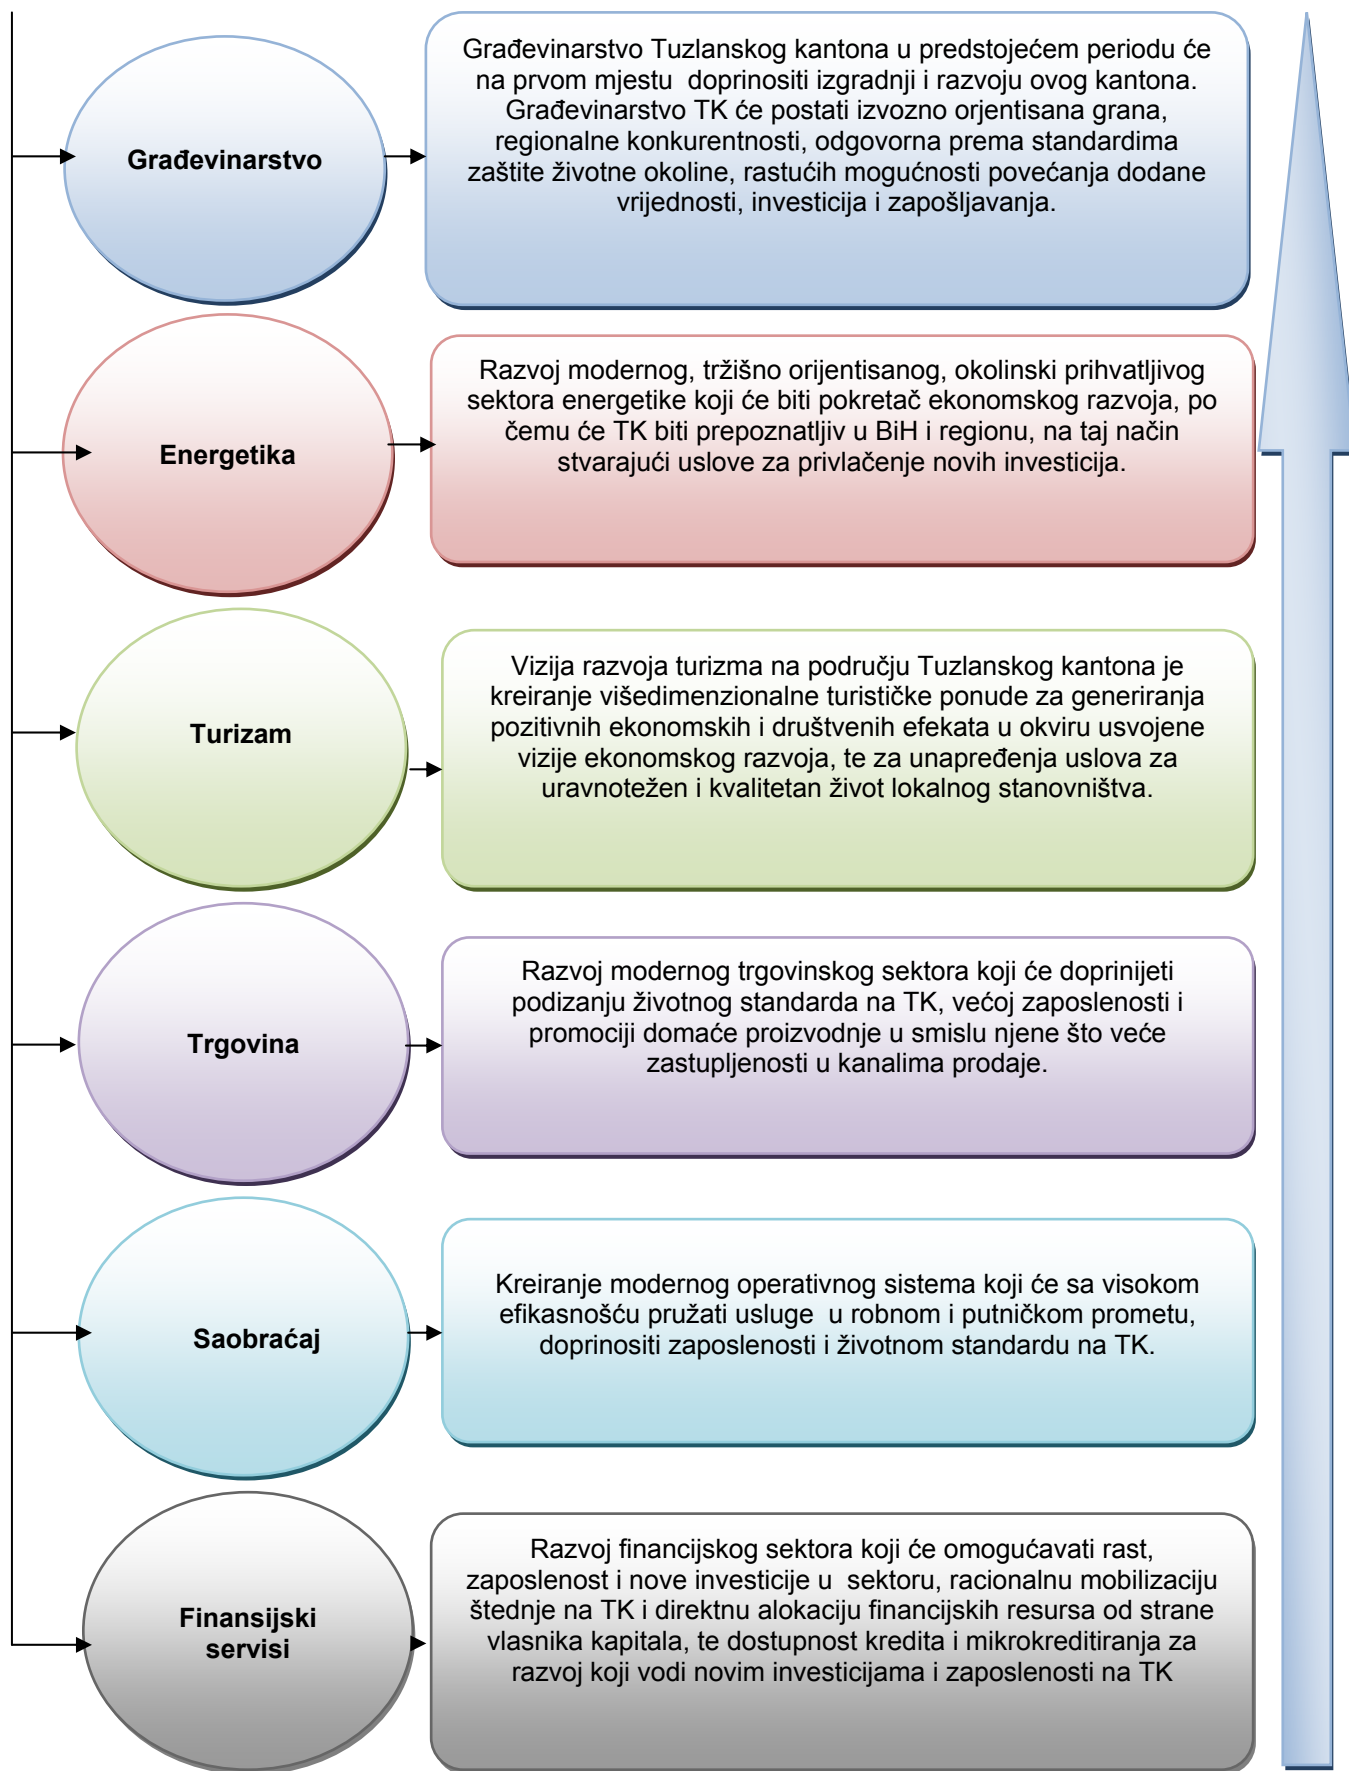 Građevinarstvo
Građevinarstvo Tuzlanskog kantona u predstojećem periodu će
na prvom mjestu  doprinositi izgradnji i razvoju ovog kantona.
Građevinarstvo TK će postati izvozno orjentisana grana,
regionalne konkurentnosti, odgovorna prema standardima
zaštite životne okoline, rastućih mogućnosti povećanja dodane
vrijednosti, investicija i zapošljavanja.
Energetika
Razvoj modernog, tržišno orijentisanog, okolinski prihvatljivog
sektora energetike koji će biti pokretač ekonomskog razvoja, po
čemu će TK biti prepoznatljiv u BiH i regionu, na taj način
stvarajući uslove za privlačenje novih investicija.
Turizam
Vizija razvoja turizma na području Tuzlanskog kantona je
kreiranje višedimenzionalne turističke ponude za generiranja
pozitivnih ekonomskih i društvenih efekata u okviru usvojene
vizije ekonomskog razvoja, te za unapređenja uslova za
uravnotežen i kvalitetan život lokalnog stanovništva.
Trgovina
Razvoj modernog trgovinskog sektora koji će doprinijeti
podizanju životnog standarda na TK, većoj zaposlenosti i
promociji domaće proizvodnje u smislu njene što veće
zastupljenosti u kanalima prodaje.
Saobraćaj
Kreiranje modernog operativnog sistema koji će sa visokom
efikasnošću pružati usluge  u robnom i putničkom prometu,
doprinositi zaposlenosti i životnom standardu na TK.
Finansijski
servisi
Razvoj financijskog sektora koji će omogućavati rast,
zaposlenost i nove investicije u  sektoru, racionalnu mobilizaciju
štednje na TK i direktnu alokaciju financijskih resursa od strane
vlasnika kapitala, te dostupnost kredita i mikrokreditiranja za
razvoj koji vodi novim investicijama i zaposlenosti na TK